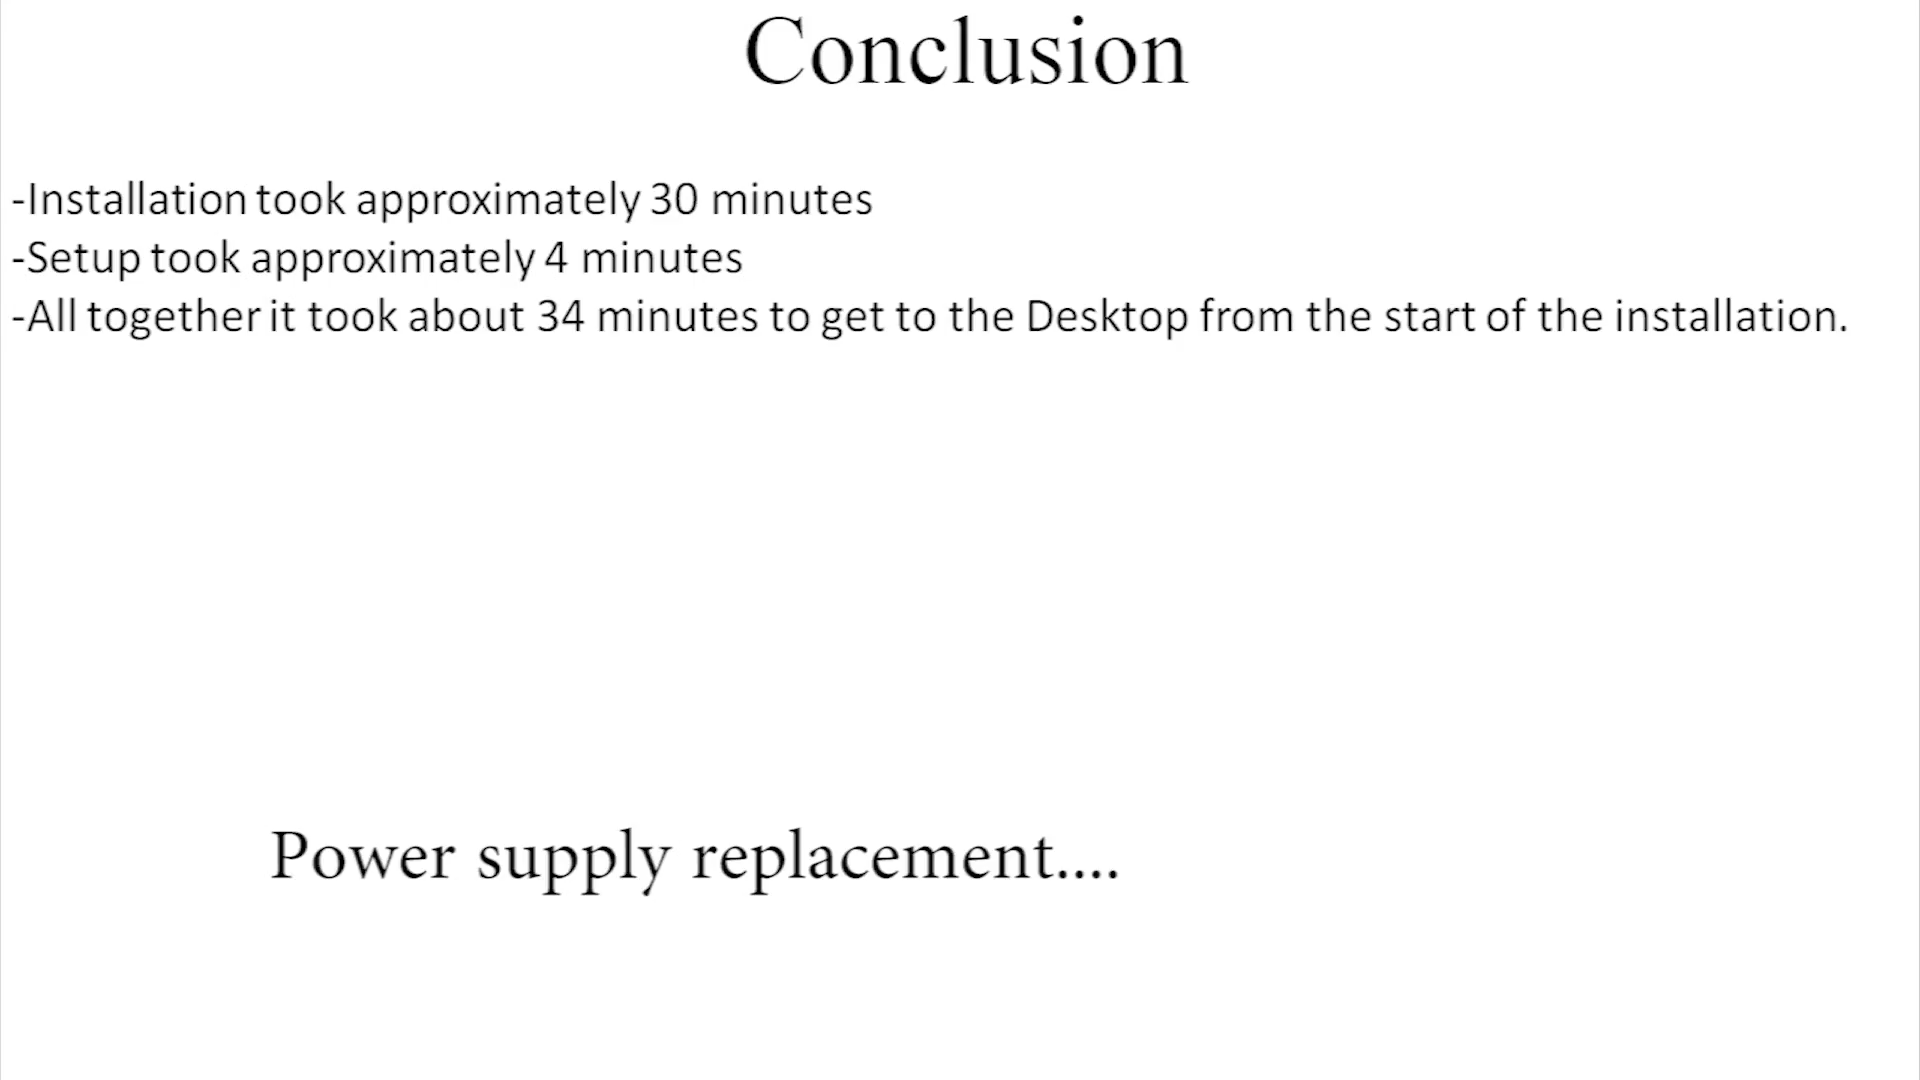 Conclusion
-Installation took approximately 30 minutes
-Setup took approximately 4 minutes
-All together it took about 34 minutes to get to the Desktop from the start of the installation.
Power supply replacement....